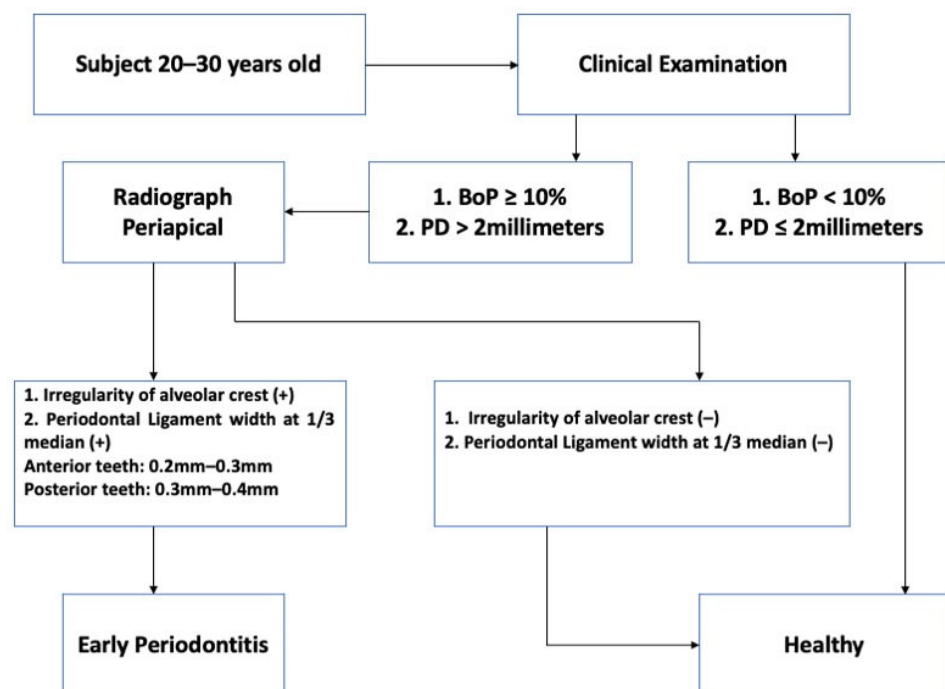 Subject 20–30 years old
Clinical Examination
Radiograph
Periapical
1. BoP ≥ 10%
2. PD > 2millimeters
1. BoP < 10%
2. PD ≤ 2millimeters
1. Irregularity of alveolar crest (+)
2. Periodontal Ligament width at 1/3
median (+)
Anterior teeth: 0.2mm–0.3mm
Posterior teeth: 0.3mm–0.4mm
1. Irregularity of alveolar crest (–)
2. Periodontal Ligament width at 1/3 median (–)
Early Periodontitis
Healthy